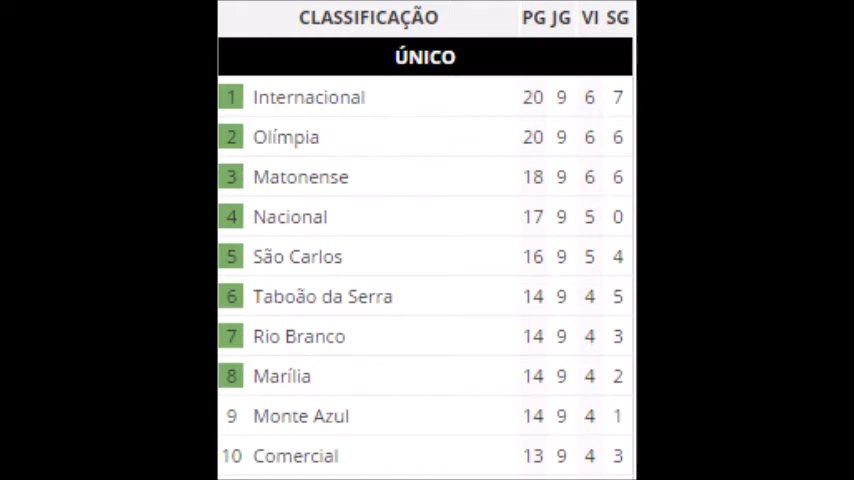 CLASSIFICAÇÃO PG JG VI SG
ÚNICO
1 Internacional 20 9 6 7
2 Olímpia 20 9 6 6
3 Matonense 18 9 6 6
4 Nacional 17 9 5 0
5 São Carlos 16 9 5 4
6 Taboão da Serra 14 9 4 5
7 Rio Branco 14 9 4 3
8 Marília 14 9 4 2
9 Monte Azul 14 9 4 1
10 Comercial 13 9 4 3